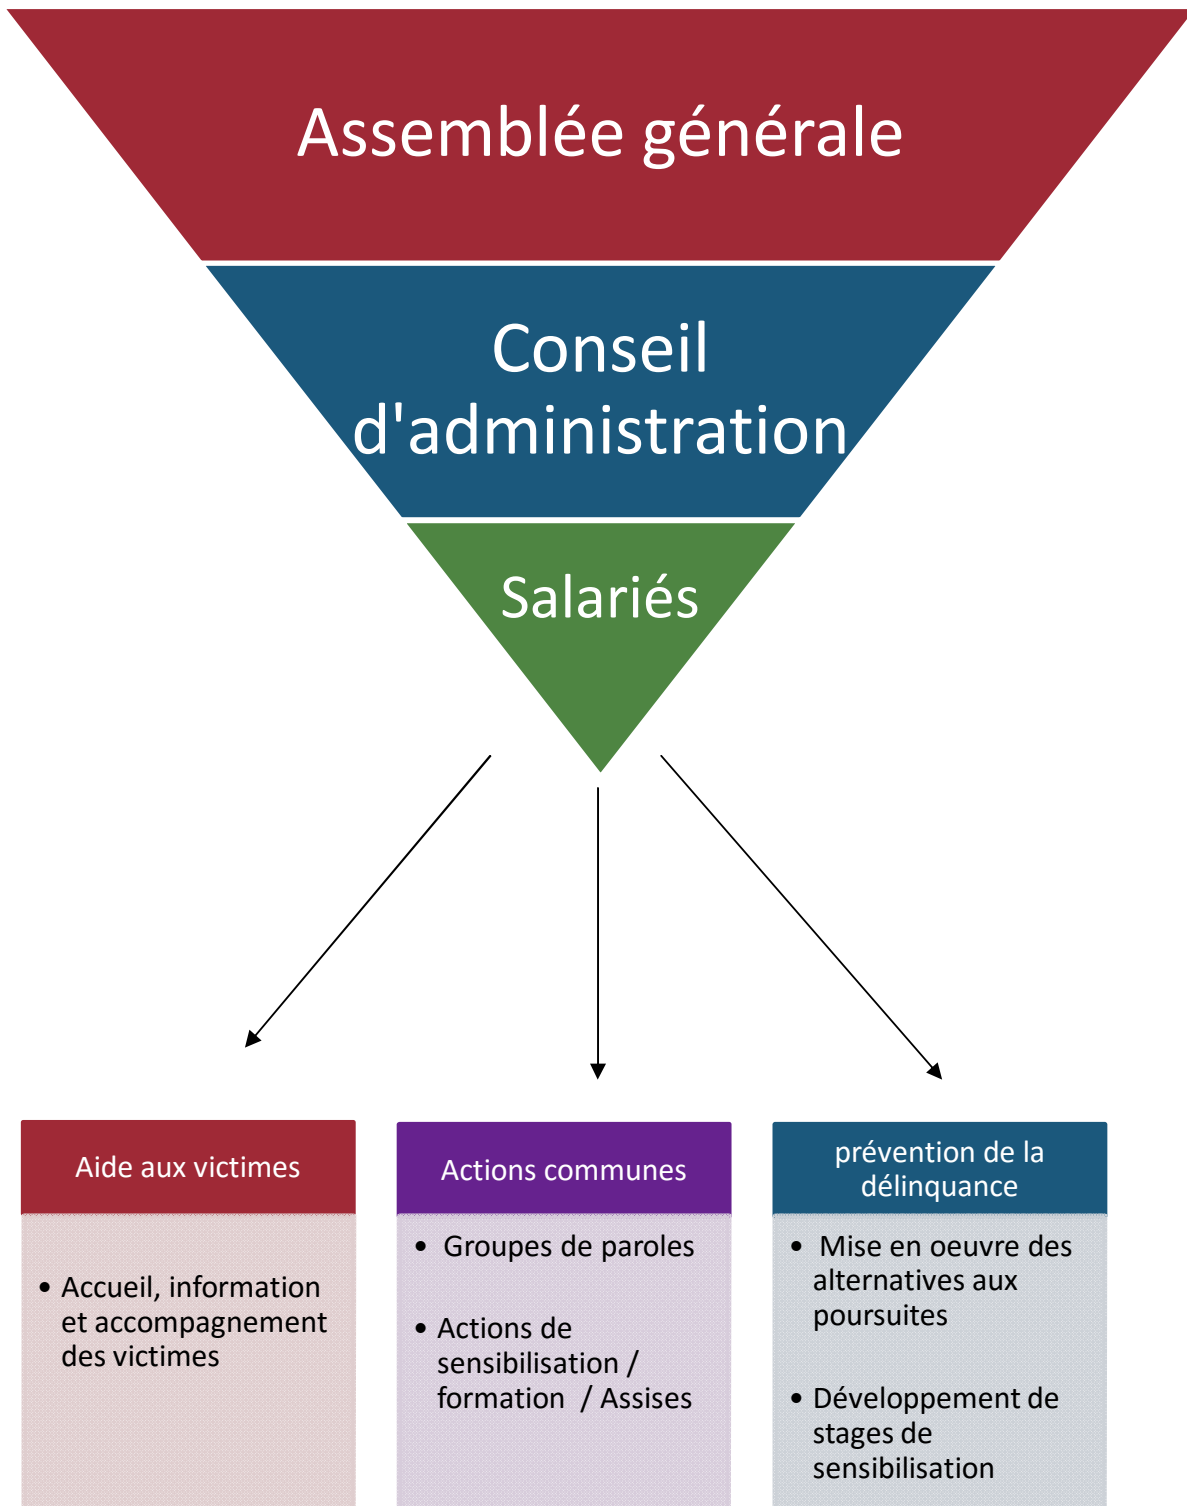 Assemblée générale
Conseil
d'administration
Salariés
Aide aux victimes
• Accueil, information
et accompagnement
des victimes
Actions communes
• Groupes de paroles
• Actions de
sensibilisation /
formation / Assises
prévention de la
délinquance
• Mise en oeuvre des
alternatives aux
poursuites
• Développement de
stages de
sensibilisation